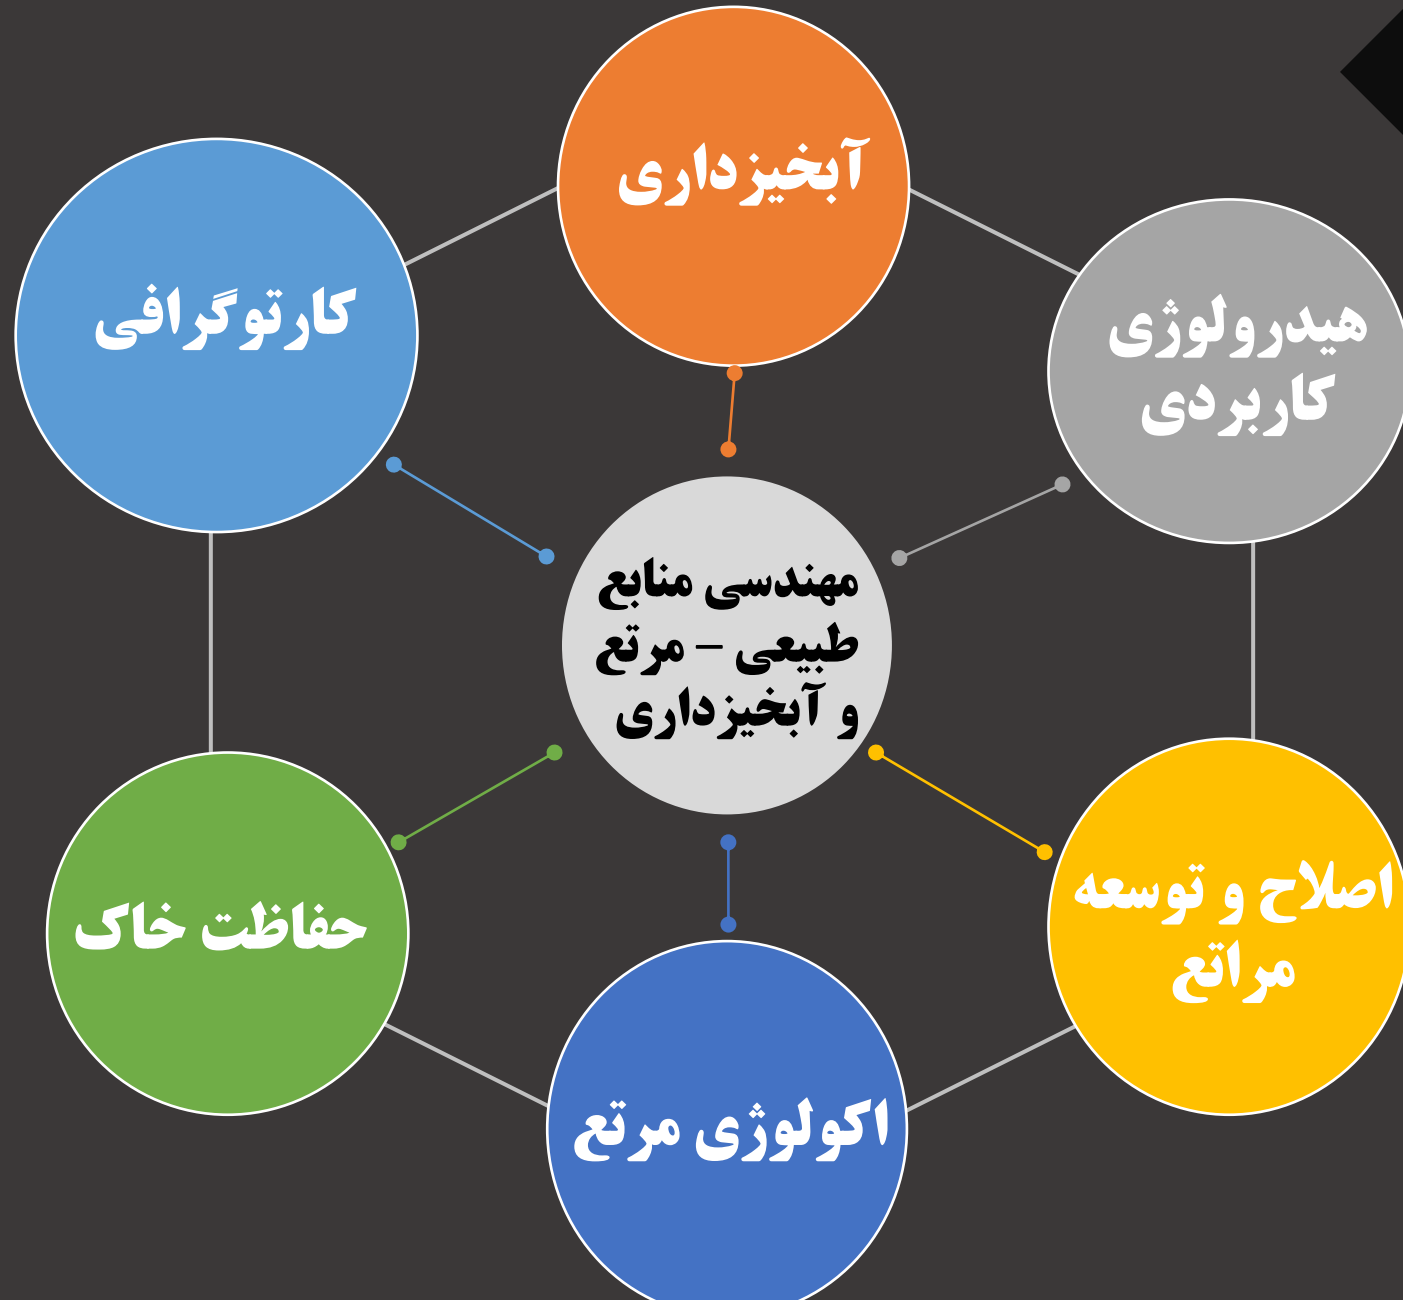 آبخیزداری
هیدرولوژی
کاربردی
کارتوگرافی
مهندسی منابع
طبیعی – مرتع
و آبخیزداری
اصلاح و توسعه
مراتع
حفاظت خاک
اکولوژی مرتع